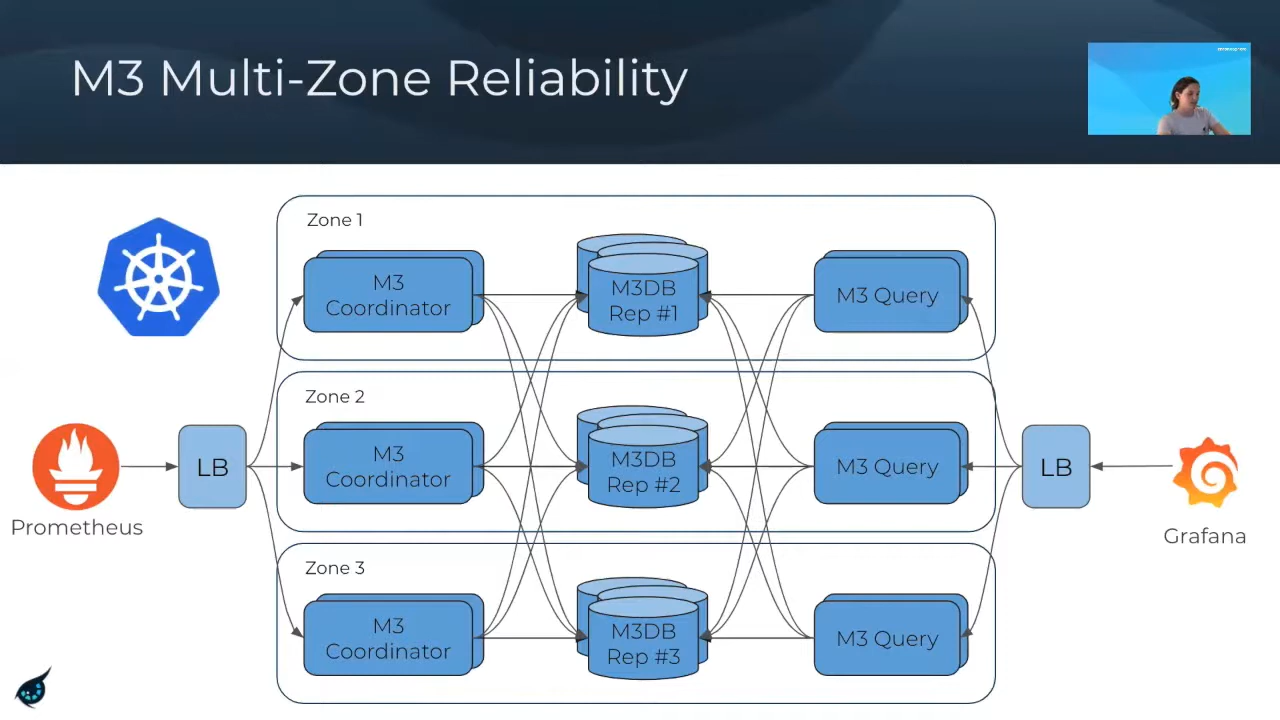 M3 Multi-Zone Reliability
Zone 1
M3
Coordinator
M3DB
Rep #1
M3 Query
Zone 2
M3
Coordinator
M3DB
Rep #2
M3 Query
LB
LB
Prometheus
Grafana
Zone 3
M3
Coordinator
M3DB
Rep #3
M3 Query